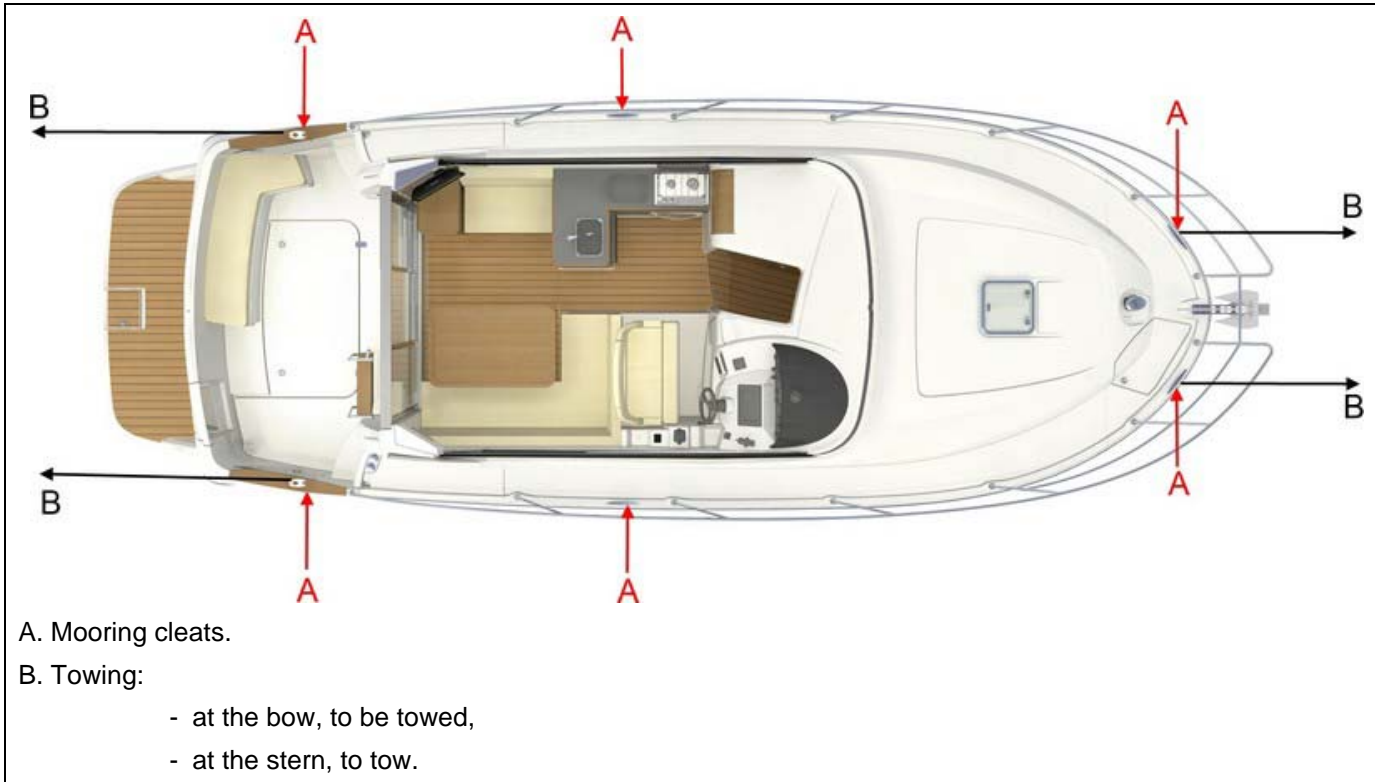 A
A
B
A
B
B
B
A
A
A
A. Mooring cleats.
B. Towing:
- at the bow, to be towed,
- at the stern, to tow.